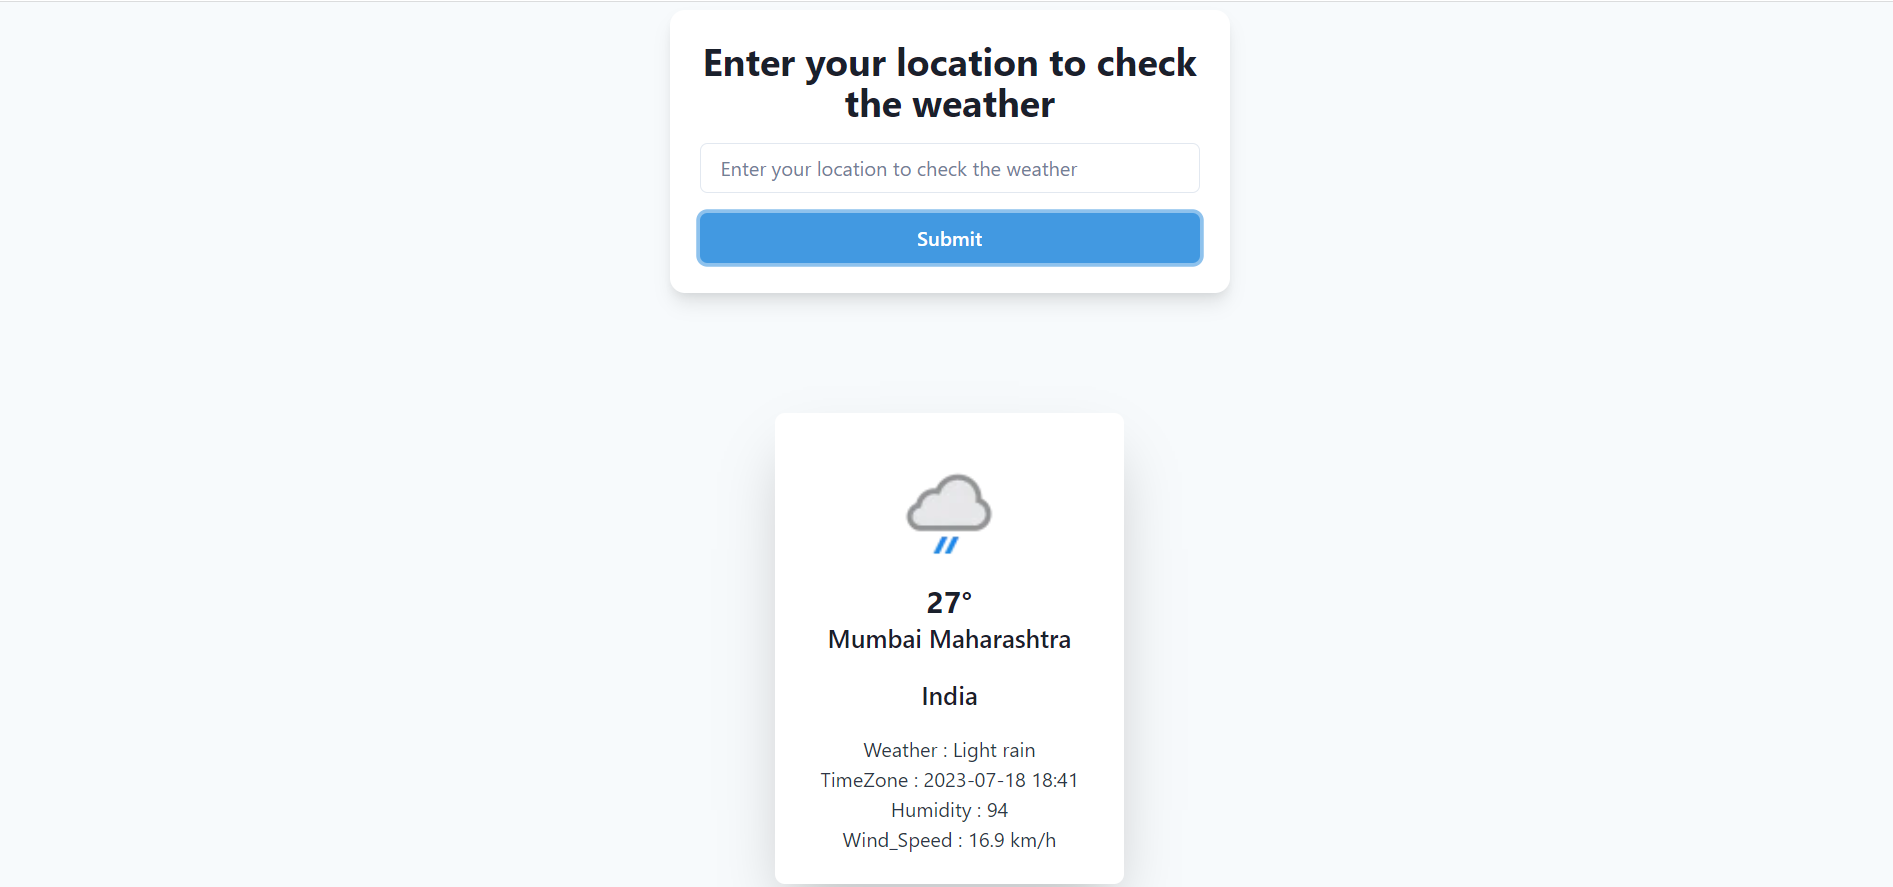 Enter your location to check
the weather
Enter your location to check the weather
Submit
27°
Mumbai Maharashtra
India
Weather : Light rain
TimeZone : 2023-07-18 18:41
Humidity : 94
Wind_Speed : 16.9 km/h